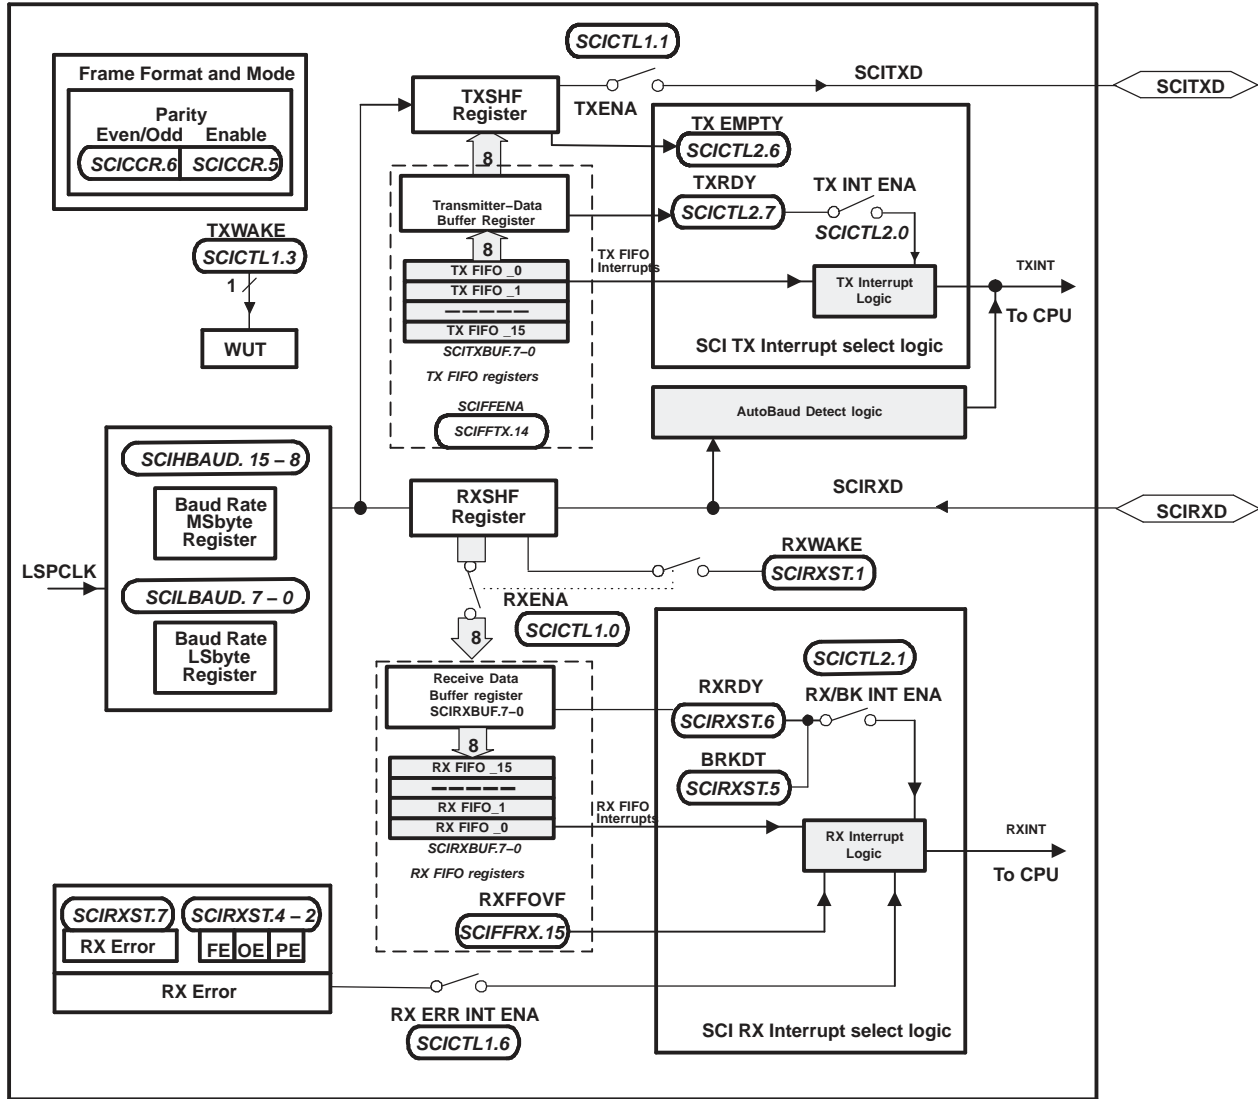 SCICTL1.1
Frame Format and Mode
Parity
Even/Odd Enable
SCICCR.6 SCICCR.5
TXSHF
Register
TXENA
SCITXD
SCITXD
TX EMPTY
SCICTL2.6
8
TXRDY
SCICTL2.7
TX INT ENA
SCICTL2.0
Transmitter–Data
Buffer Register
8
TXWAKE
SCICTL1.3
1
WUT
TX FIFO _0
TX FIFO _1
– – – – –
TX FIFO _15
SCITXBUF.7–0
TX FIFO registers
SCIFFENA
SCIFFTX.14
TX FIFO
Interrupts
TX Interrupt
Logic
TXINT
To CPU
SCI TX Interrupt select logic
AutoBaud Detect logic
SCIHBAUD. 15 – 8
Baud Rate
MSbyte
Register
LSPCLK
SCILBAUD. 7 – 0
Baud Rate
LSbyte
Register
RXSHF
Register
SCIRXD
SCIRXD
RXWAKE
SCIRXST.1
RXENA
SCICTL1.0
8
Receive Data
Buffer register
SCIRXBUF.7–0
8
RX FIFO _15
– – – – –
RX FIFO_1
RX FIFO _0
SCIRXBUF.7–0
RX FIFO registers
RX FIFO
Interrupts
SCICTL2.1
RXRDY
RX/BK INT ENA
SCIRXST.6
BRKDT
SCIRXST.5
RX Interrupt
Logic
RXINT
To CPU
RXFFOVF
SCIFFRX.15
SCIRXST.7 SCIRXST.4 – 2
RX Error FE OE PE
RX Error
RX ERR INT ENA
SCICTL1.6
SCI RX Interrupt select logic